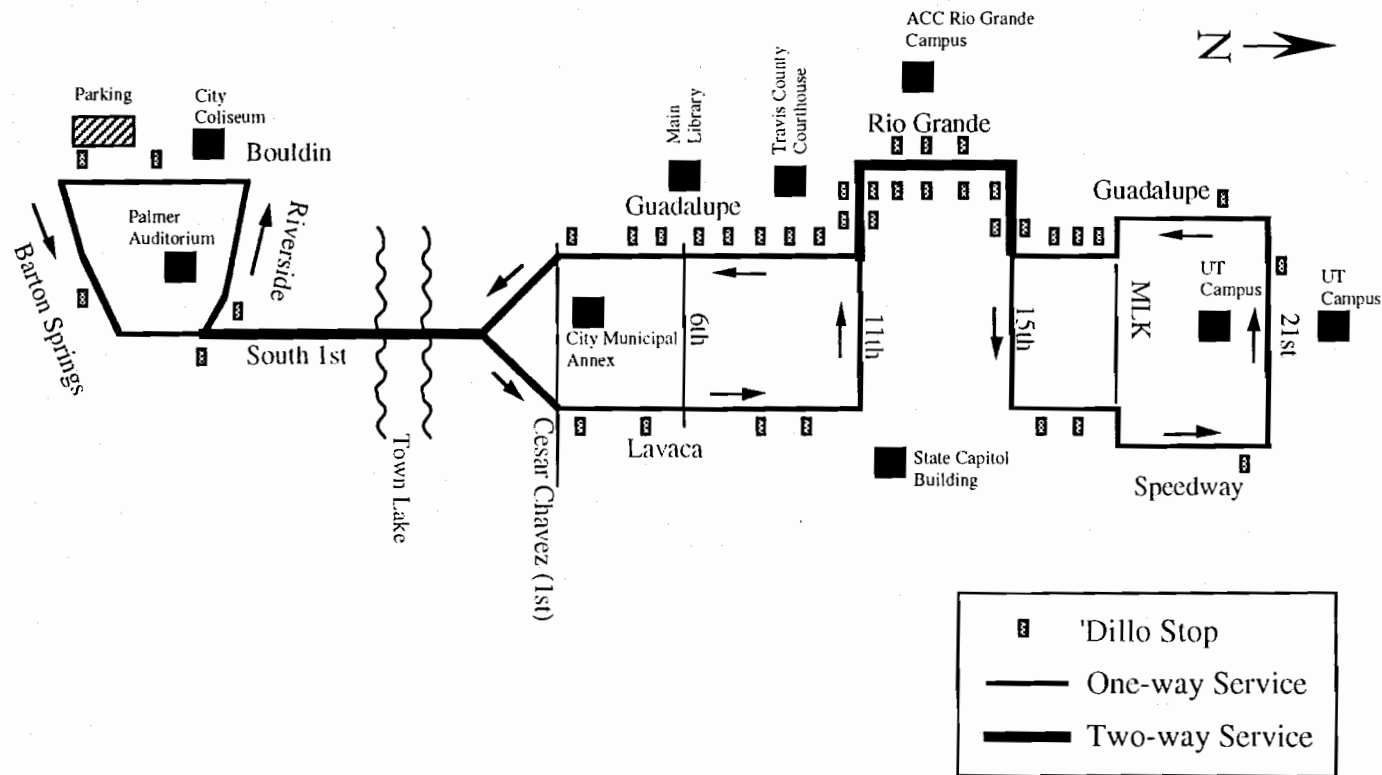 ACC Rio Grande
Campus
N
Parking
City
Coliseum
Bouldin
Main
Library
Travis County
Courthouse
Rio Grande
Guadalupe
Guadalupe
Palmer
Auditorium
Riverside
Barton Springs
South 1st
Town Lake
City Municipal
Annex
6th
11th
15th
MLK
UT
Campus
21st
UT
Campus
Cesar Chavez (1st)
Lavaca
State Capitol
Building
Speedway
'Dillo Stop
One-way Service
Two-way Service